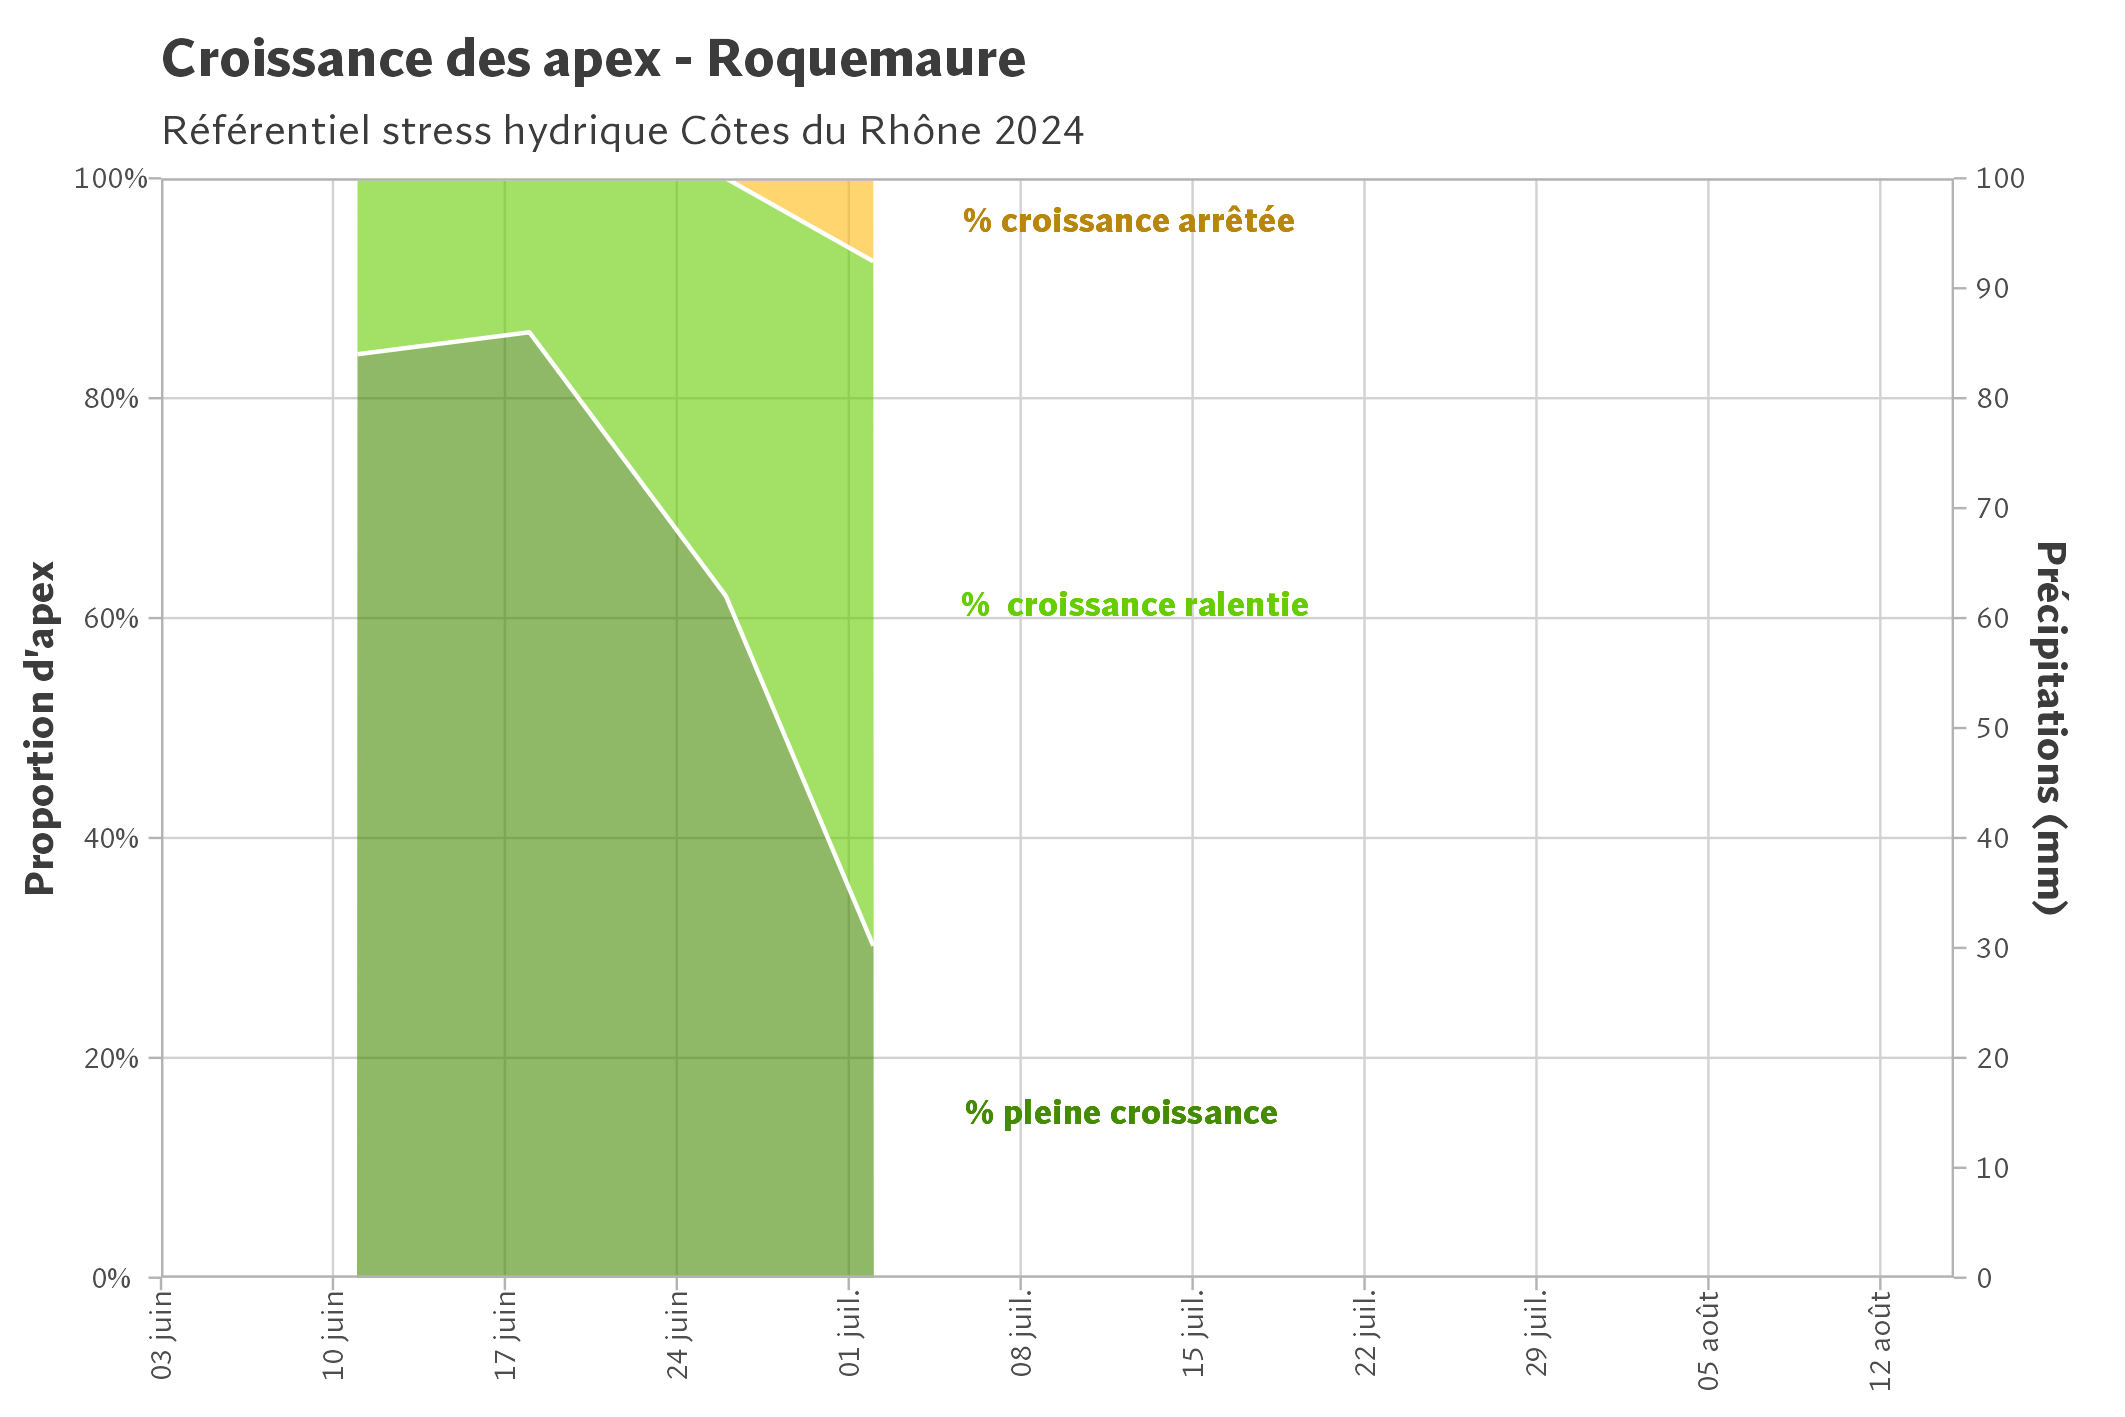 Croissance des apex - Roquemaure
Référentiel stress hydrique Côtes du Rhône 2024
100%
80%
60%
40%
20%
0%
Proportion d'apex
% croissance arrêtée
%  croissance ralentie
% pleine croissance
100
90
80
70
60
50
40
30
20
10
0
Précipitations (mm)
03 juin
10 juin
17 juin
24 juin
01 juil.
08 juil.
15 juil.
22 juil.
29 juil.
05 août
12 août